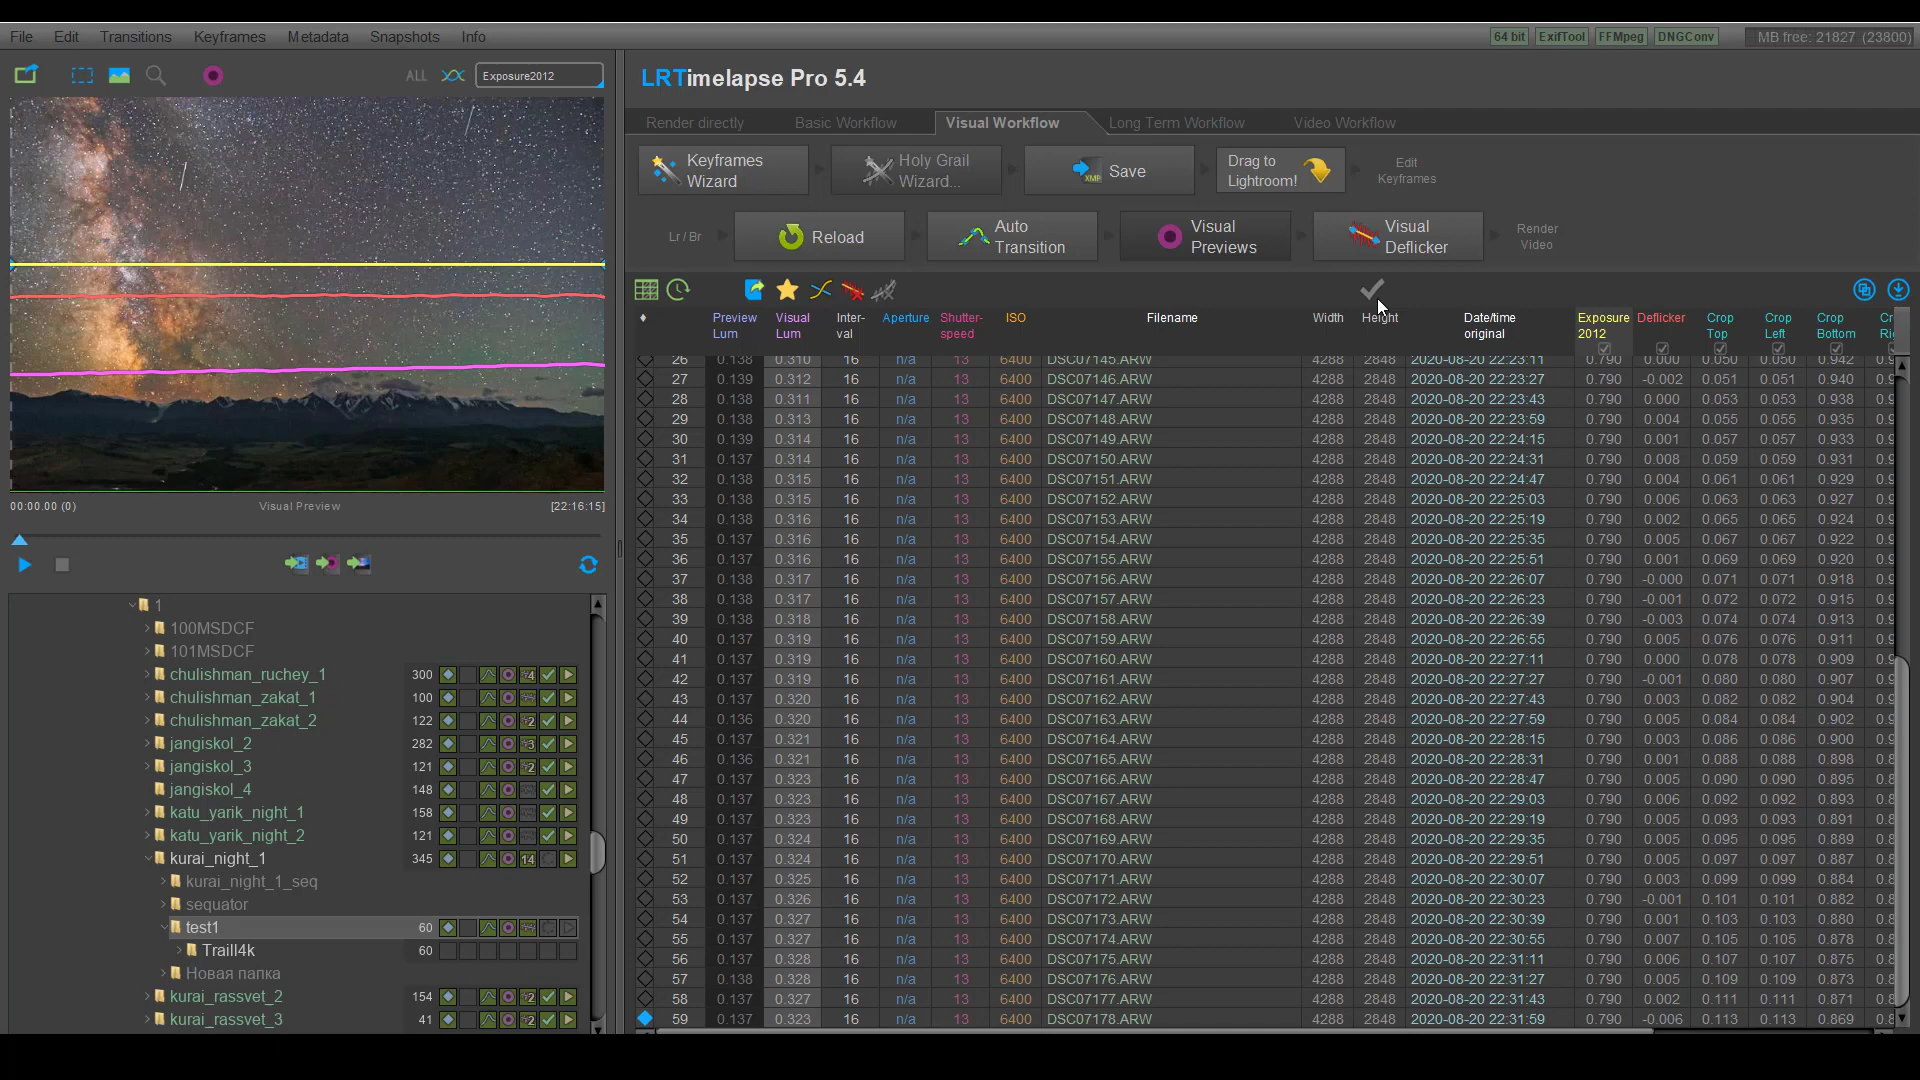 File Edit Transitions Keyframes Metadata Snapshots Info
64 bit ExifTool FFMpeg DNGConv MB free: 21827 (23800)
ALL Exposure2012
LRTimelapse Pro 5.4
Render directly Basic Workflow Visual Workflow Long Term Workflow Video Workflow
Keyframes Wizard Holy Grail Wizard... XMP Save Drag to Lightroom! Edit Keyframes
Lr / Br Reload Auto Transition Visual Previews Visual Deflicker Render Video
Preview Lum Visual Lum Inter-val Aperture Shutter-speed ISO Filename Width Height Date/time original Exposure 2012 Deflicker Crop Top Crop Left Crop Bottom
26 0.138 0.310 16 n/a 13 6400 DSC07145.ARW 4288 2848 2020-08-20 22:23:11 0.790 0.000 0.050 0.050 0.942
27 0.139 0.312 16 n/a 13 6400 DSC07146.ARW 4288 2848 2020-08-20 22:23:27 0.790 -0.002 0.051 0.051 0.940
28 0.138 0.311 16 n/a 13 6400 DSC07147.ARW 4288 2848 2020-08-20 22:23:43 0.790 0.000 0.053 0.053 0.938
29 0.138 0.313 16 n/a 13 6400 DSC07148.ARW 4288 2848 2020-08-20 22:23:59 0.790 0.004 0.055 0.055 0.935
30 0.139 0.314 16 n/a 13 6400 DSC07149.ARW 4288 2848 2020-08-20 22:24:15 0.790 0.001 0.057 0.057 0.933
31 0.137 0.314 16 n/a 13 6400 DSC07150.ARW 4288 2848 2020-08-20 22:24:31 0.790 0.008 0.059 0.059 0.931
32 0.138 0.315 16 n/a 13 6400 DSC07151.ARW 4288 2848 2020-08-20 22:24:47 0.790 0.004 0.061 0.061 0.929
33 0.138 0.315 16 n/a 13 6400 DSC07152.ARW 4288 2848 2020-08-20 22:25:03 0.790 0.006 0.063 0.063 0.927
34 0.138 0.316 16 n/a 13 6400 DSC07153.ARW 4288 2848 2020-08-20 22:25:19 0.790 0.002 0.065 0.065 0.924
35 0.137 0.316 16 n/a 13 6400 DSC07154.ARW 4288 2848 2020-08-20 22:25:35 0.790 0.005 0.067 0.067 0.922
36 0.138 0.316 16 n/a 13 6400 DSC07155.ARW 4288 2848 2020-08-20 22:25:51 0.790 0.001 0.069 0.069 0.920
37 0.138 0.317 16 n/a 13 6400 DSC07156.ARW 4288 2848 2020-08-20 22:26:07 0.790 -0.000 0.071 0.071 0.918
38 0.138 0.317 16 n/a 13 6400 DSC07157.ARW 4288 2848 2020-08-20 22:26:23 0.790 -0.001 0.072 0.072 0.915
39 0.138 0.318 16 n/a 13 6400 DSC07158.ARW 4288 2848 2020-08-20 22:26:39 0.790 -0.003 0.074 0.074 0.913
40 0.137 0.319 16 n/a 13 6400 DSC07159.ARW 4288 2848 2020-08-20 22:26:55 0.790 0.005 0.076 0.076 0.911
41 0.137 0.319 16 n/a 13 6400 DSC07160.ARW 4288 2848 2020-08-20 22:27:11 0.790 0.000 0.078 0.078 0.909
42 0.137 0.319 16 n/a 13 6400 DSC07161.ARW 4288 2848 2020-08-20 22:27:27 0.790 -0.001 0.080 0.080 0.907
43 0.137 0.320 16 n/a 13 6400 DSC07162.ARW 4288 2848 2020-08-20 22:27:43 0.790 0.003 0.082 0.082 0.904
44 0.136 0.320 16 n/a 13 6400 DSC07163.ARW 4288 2848 2020-08-20 22:27:59 0.790 0.005 0.084 0.084 0.902
45 0.137 0.321 16 n/a 13 6400 DSC07164.ARW 4288 2848 2020-08-20 22:28:15 0.790 0.003 0.086 0.086 0.900
46 0.136 0.321 16 n/a 13 6400 DSC07165.ARW 4288 2848 2020-08-20 22:28:31 0.790 0.001 0.088 0.088 0.898
47 0.137 0.323 16 n/a 13 6400 DSC07166.ARW 4288 2848 2020-08-20 22:28:47 0.790 0.005 0.090 0.090 0.895
48 0.137 0.323 16 n/a 13 6400 DSC07167.ARW 4288 2848 2020-08-20 22:29:03 0.790 0.006 0.092 0.092 0.893
49 0.137 0.323 16 n/a 13 6400 DSC07168.ARW 4288 2848 2020-08-20 22:29:19 0.790 0.005 0.093 0.093 0.891
50 0.137 0.324 16 n/a 13 6400 DSC07169.ARW 4288 2848 2020-08-20 22:29:35 0.790 0.005 0.095 0.095 0.889
51 0.137 0.324 16 n/a 13 6400 DSC07170.ARW 4288 2848 2020-08-20 22:29:51 0.790 0.005 0.097 0.097 0.887
52 0.137 0.325 16 n/a 13 6400 DSC07171.ARW 4288 2848 2020-08-20 22:30:07 0.790 0.003 0.099 0.099 0.884
53 0.137 0.326 16 n/a 13 6400 DSC07172.ARW 4288 2848 2020-08-20 22:30:23 0.790 -0.001 0.101 0.101 0.882
54 0.137 0.327 16 n/a 13 6400 DSC07173.ARW 4288 2848 2020-08-20 22:30:39 0.790 0.001 0.103 0.103 0.880
55 0.137 0.327 16 n/a 13 6400 DSC07174.ARW 4288 2848 2020-08-20 22:30:55 0.790 0.007 0.105 0.105 0.878
56 0.137 0.328 16 n/a 13 6400 DSC07175.ARW 4288 2848 2020-08-20 22:31:11 0.790 0.006 0.107 0.107 0.875
57 0.138 0.328 16 n/a 13 6400 DSC07176.ARW 4288 2848 2020-08-20 22:31:27 0.790 0.005 0.109 0.109 0.873
58 0.137 0.327 16 n/a 13 6400 DSC07177.ARW 4288 2848 2020-08-20 22:31:43 0.790 0.002 0.111 0.111 0.871
59 0.137 0.323 16 n/a 13 6400 DSC07178.ARW 4288 2848 2020-08-20 22:31:59 0.790 -0.006 0.113 0.113 0.869
00:00.00 (0) Visual Preview [22:16:15]
1
100MSDCF
101MSDCF
chulishman_ruchey_1 300 4
chulishman_zakat_1 100
chulishman_zakat_2 122 2
jangiskol_2 282 3
jangiskol_3 121 2
jangiskol_4 148
katu_yarik_night_1 158
katu_yarik_night_2 121
kurai_night_1 345 14
kurai_night_1_seq
sequator
test1 60
Traill4k 60
Новая папка
kurai_rassvet_2 154 2
kurai_rassvet_3 41 2